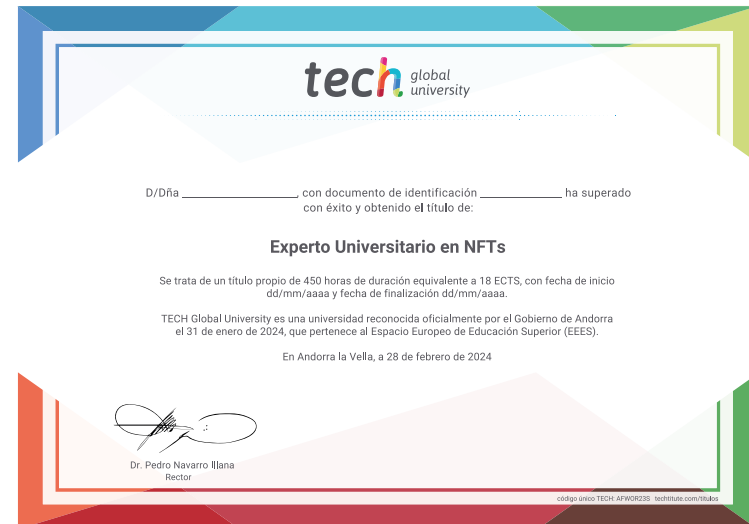 tech global
university
D/Dña ____________________, con documento de identificación ____________ ha superado
con éxito y obtenido el título de:
Experto Universitario en NFTs
Se trata de un título propio de 450 horas de duración equivalente a 18 ECTS, con fecha de inicio
dd/mm/aaaa y fecha de finalización dd/mm/aaaa.
TECH Global University es una universidad reconocida oficialmente por el Gobierno de Andorra
el 31 de enero de 2024, que pertenece al Espacio Europeo de Educación Superior (EEES).
En Andorra la Vella, a 28 de febrero de 2024
Dr. Pedro Navarro Illana
Rector
código único TECH: AFWOR23S techtitute.com/titulos